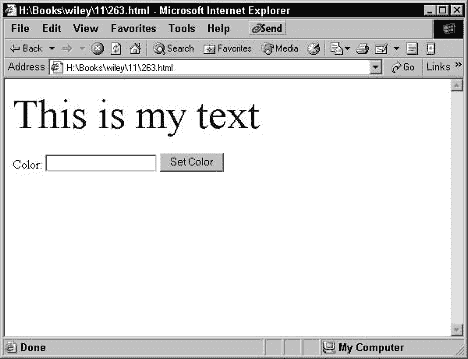 H:\Books\wiley\11\263.html - Microsoft Internet Explorer
File Edit View Favorites Tools Help Send
Back Search Favorites Media
Address H:\Books\wiley\11\263.html Go Links »
This is my text
Color: Set Color
Done My Computer